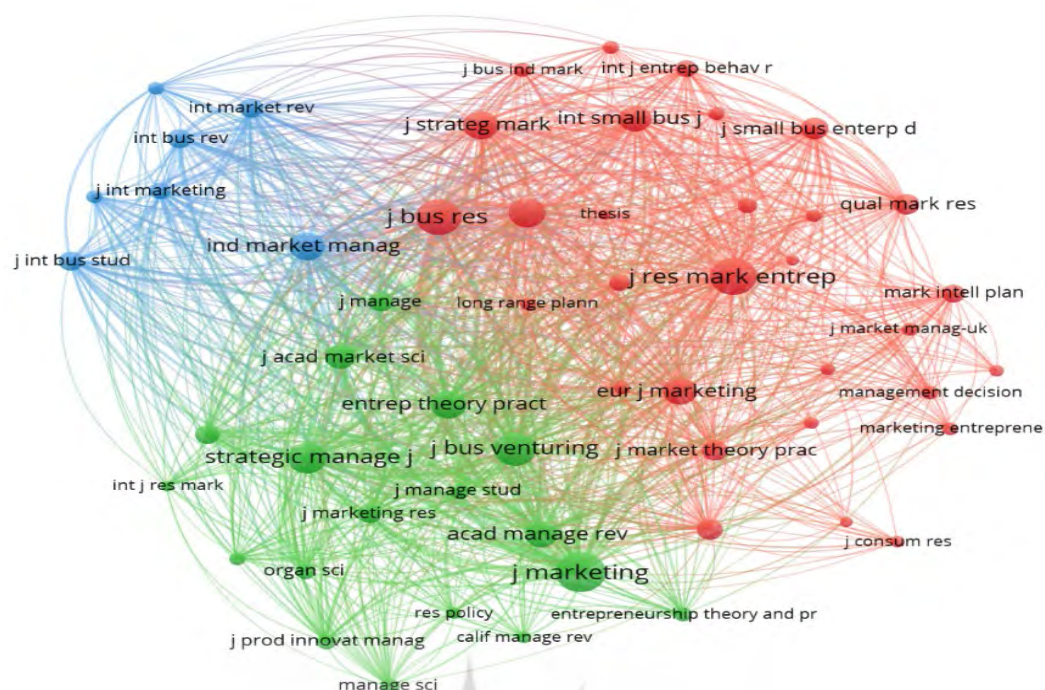 j bus ind mark
int j entrep behav r
int market rev
j strateg mark
int small bus j
j small bus enterp d
int bus rev
j int marketing
qual mark res
j bus res
thesis
ind market manag
j int bus stud
j res mark entrep
mark intell plan
j manage
long range plann
j market manag-uk
j acad market sci
entrep theory pract
eur j marketing
management decision
marketing entreprene
strategic manage j
j bus venturing
j market theory prac
int j res mark
j manage stud
j marketing res
acad manage rev
j consum res
organ sci
j marketing
res policy
entrepreneurship theory and pr
j prod innovat manag
calif manage rev
manage sci